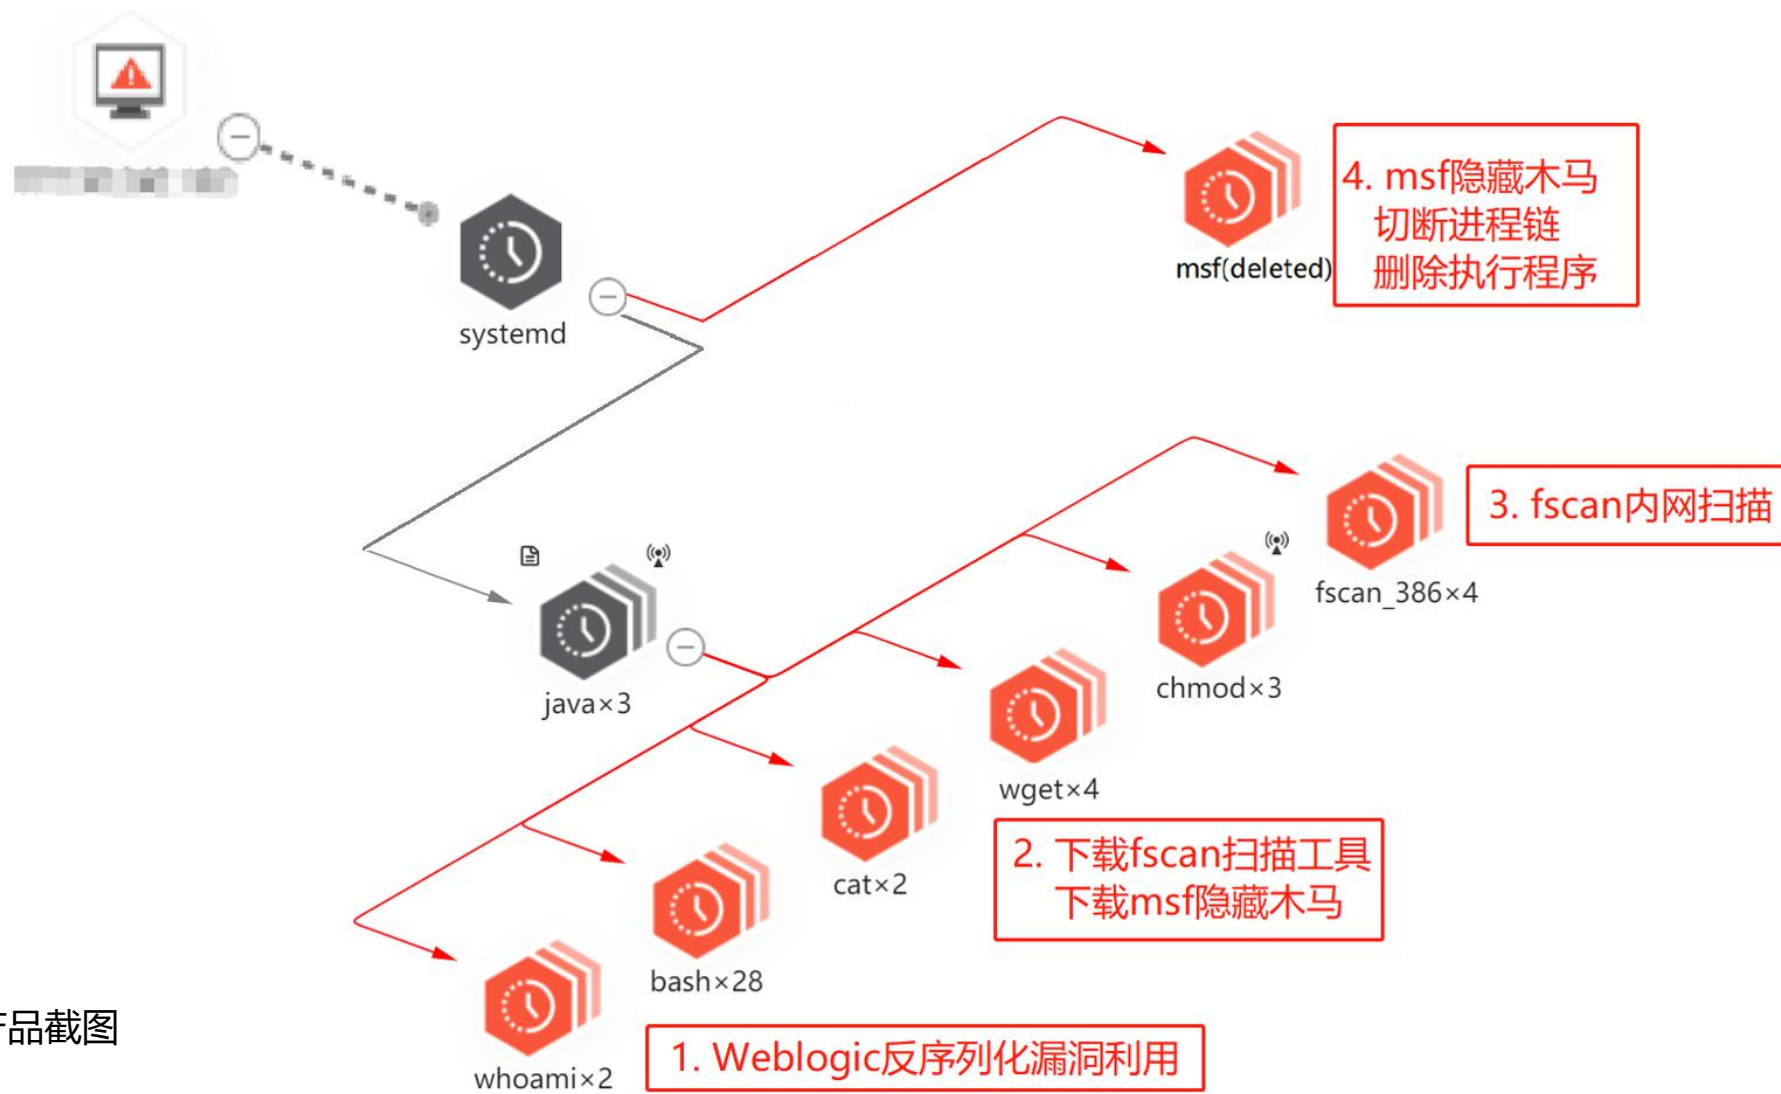 systemd
msf(deleted)
4. msf隐藏木马
切断进程链
删除执行程序
java×3
fscan_386×4
3. fscan内网扫描
chmod×3
wget×4
2. 下载fscan扫描工具
下载msf隐藏木马
cat×2
bash×28
whoami×2
1. Weblogic反序列化漏洞利用
品截图